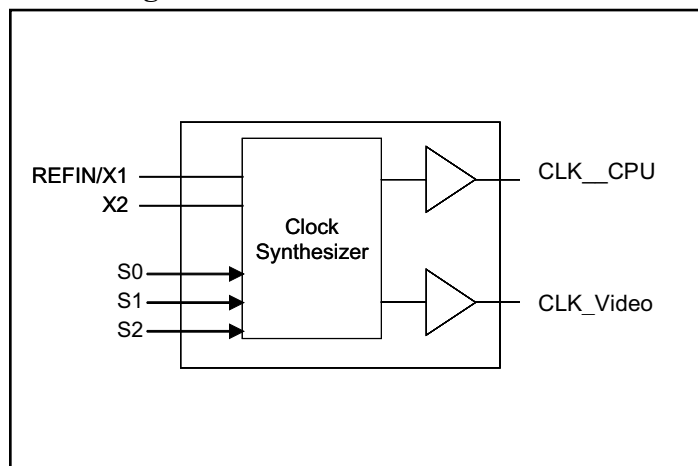 REFIN/X1
X2
S0
S1
S2
Clock
Synthesizer
CLK__CPU
CLK_Video